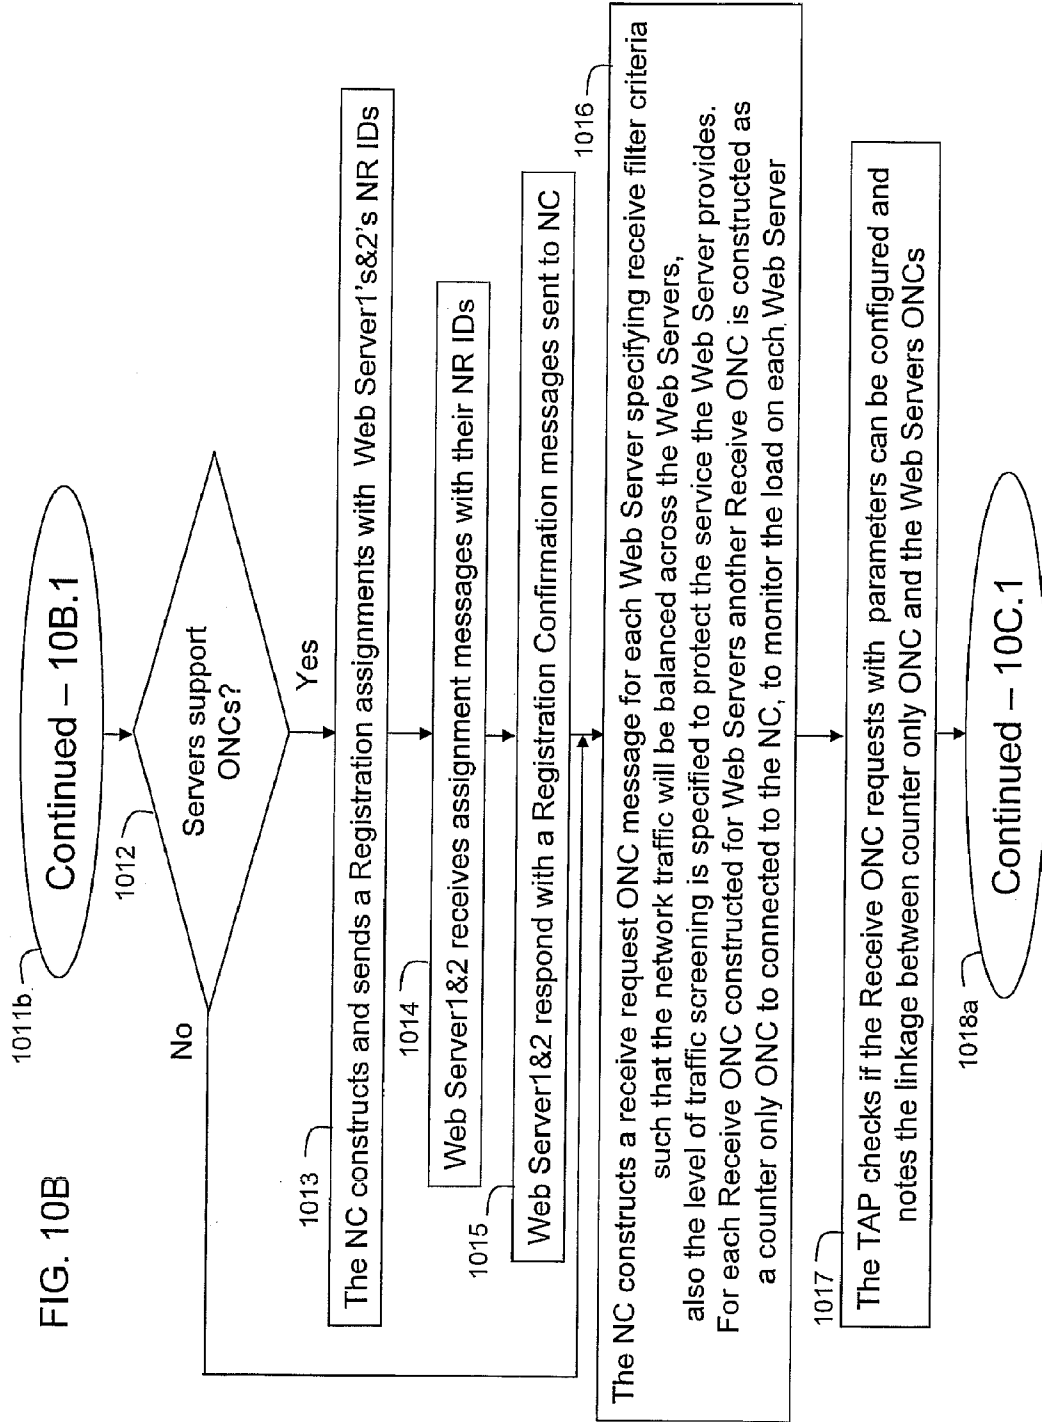 FIG. 10B
1011b
Continued – 10B.1
1012
Servers support
ONCs?
No
Yes
1013
The NC constructs and sends a Registration assignments with Web Server1's&2's NR IDs
1014
Web Server1&2 receives assignment messages with their NR IDs
1015
Web Server1&2 respond with a Registration Confirmation messages sent to NC
1016
The NC constructs a receive request ONC message for each Web Server specifying receive filter criteria
such that the network traffic will be balanced across the Web Servers,
also the level of traffic screening is specified to protect the service the Web Server provides.
For each Receive ONC constructed for Web Servers another Receive ONC is constructed as
a counter only ONC to connected to the NC, to monitor the load on each Web Server
1017
The TAP checks if the Receive ONC requests with parameters can be configured and
notes the linkage between counter only ONC and the Web Servers ONCs
1018a
Continued – 10C.1